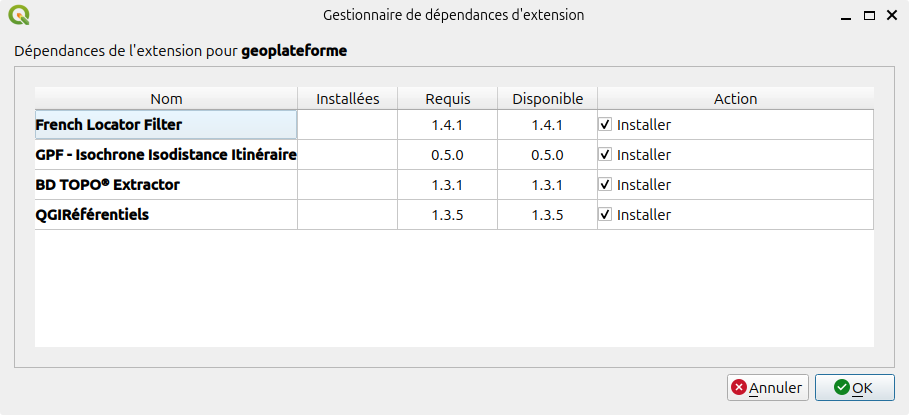 Gestionnaire de dépendances d'extension
Dépendances de l'extension pour geoplateforme
Nom Installées Requis Disponible Action
French Locator Filter 1.4.1 1.4.1 Installer
GPF - Isochrone Isodistance Itinéraire 0.5.0 0.5.0 Installer
BD TOPO® Extractor 1.3.1 1.3.1 Installer
QGIRéférentiels 1.3.5 1.3.5 Installer
Annuler OK